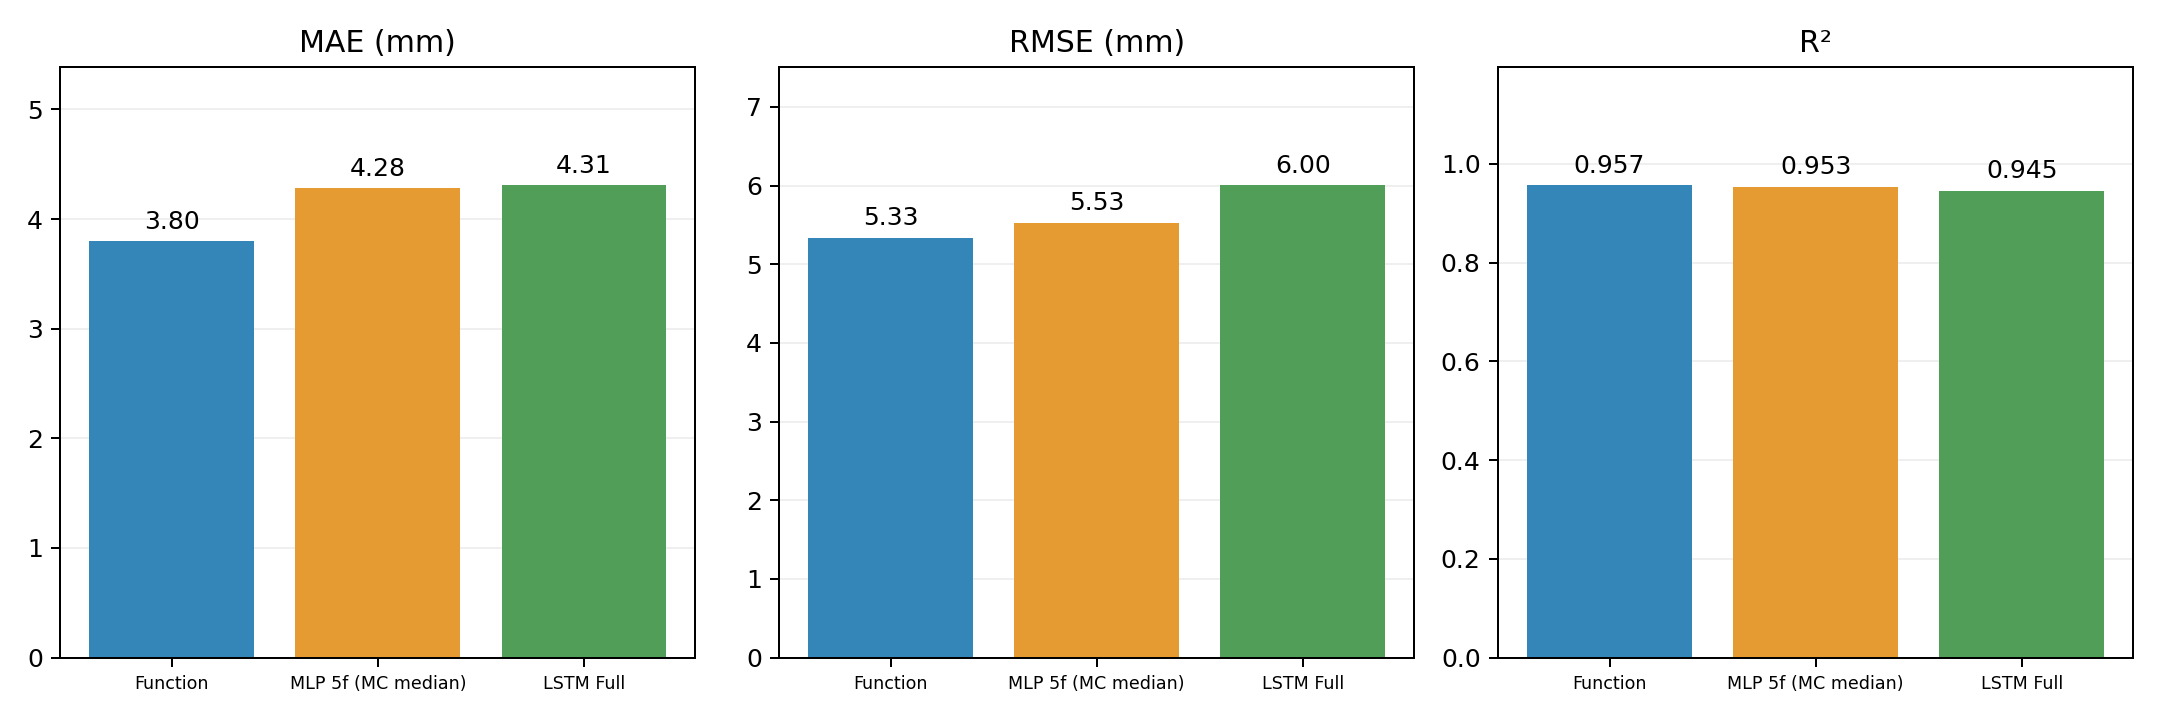 MAE (mm)
5
4
3
2
1
0
3.80
4.28
4.31
Function
MLP 5f (MC median)
LSTM Full
RMSE (mm)
7
6
5
4
3
2
1
0
5.33
5.53
6.00
Function
MLP 5f (MC median)
LSTM Full
R²
1.0
0.8
0.6
0.4
0.2
0.0
0.957
0.953
0.945
Function
MLP 5f (MC median)
LSTM Full